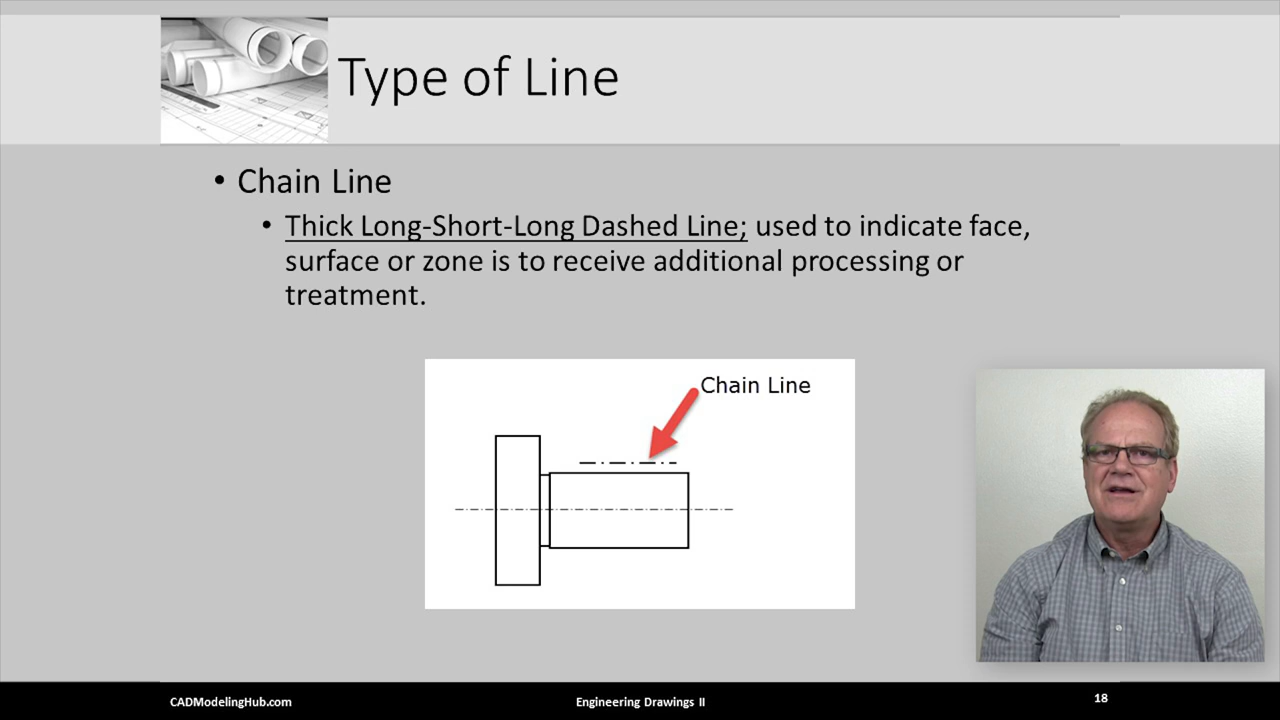 Type of Line
• Chain Line
• Thick Long-Short-Long Dashed Line; used to indicate face,
surface or zone is to receive additional processing or
treatment.
Chain Line
CADModelingHub.com
Engineering Drawings II
18